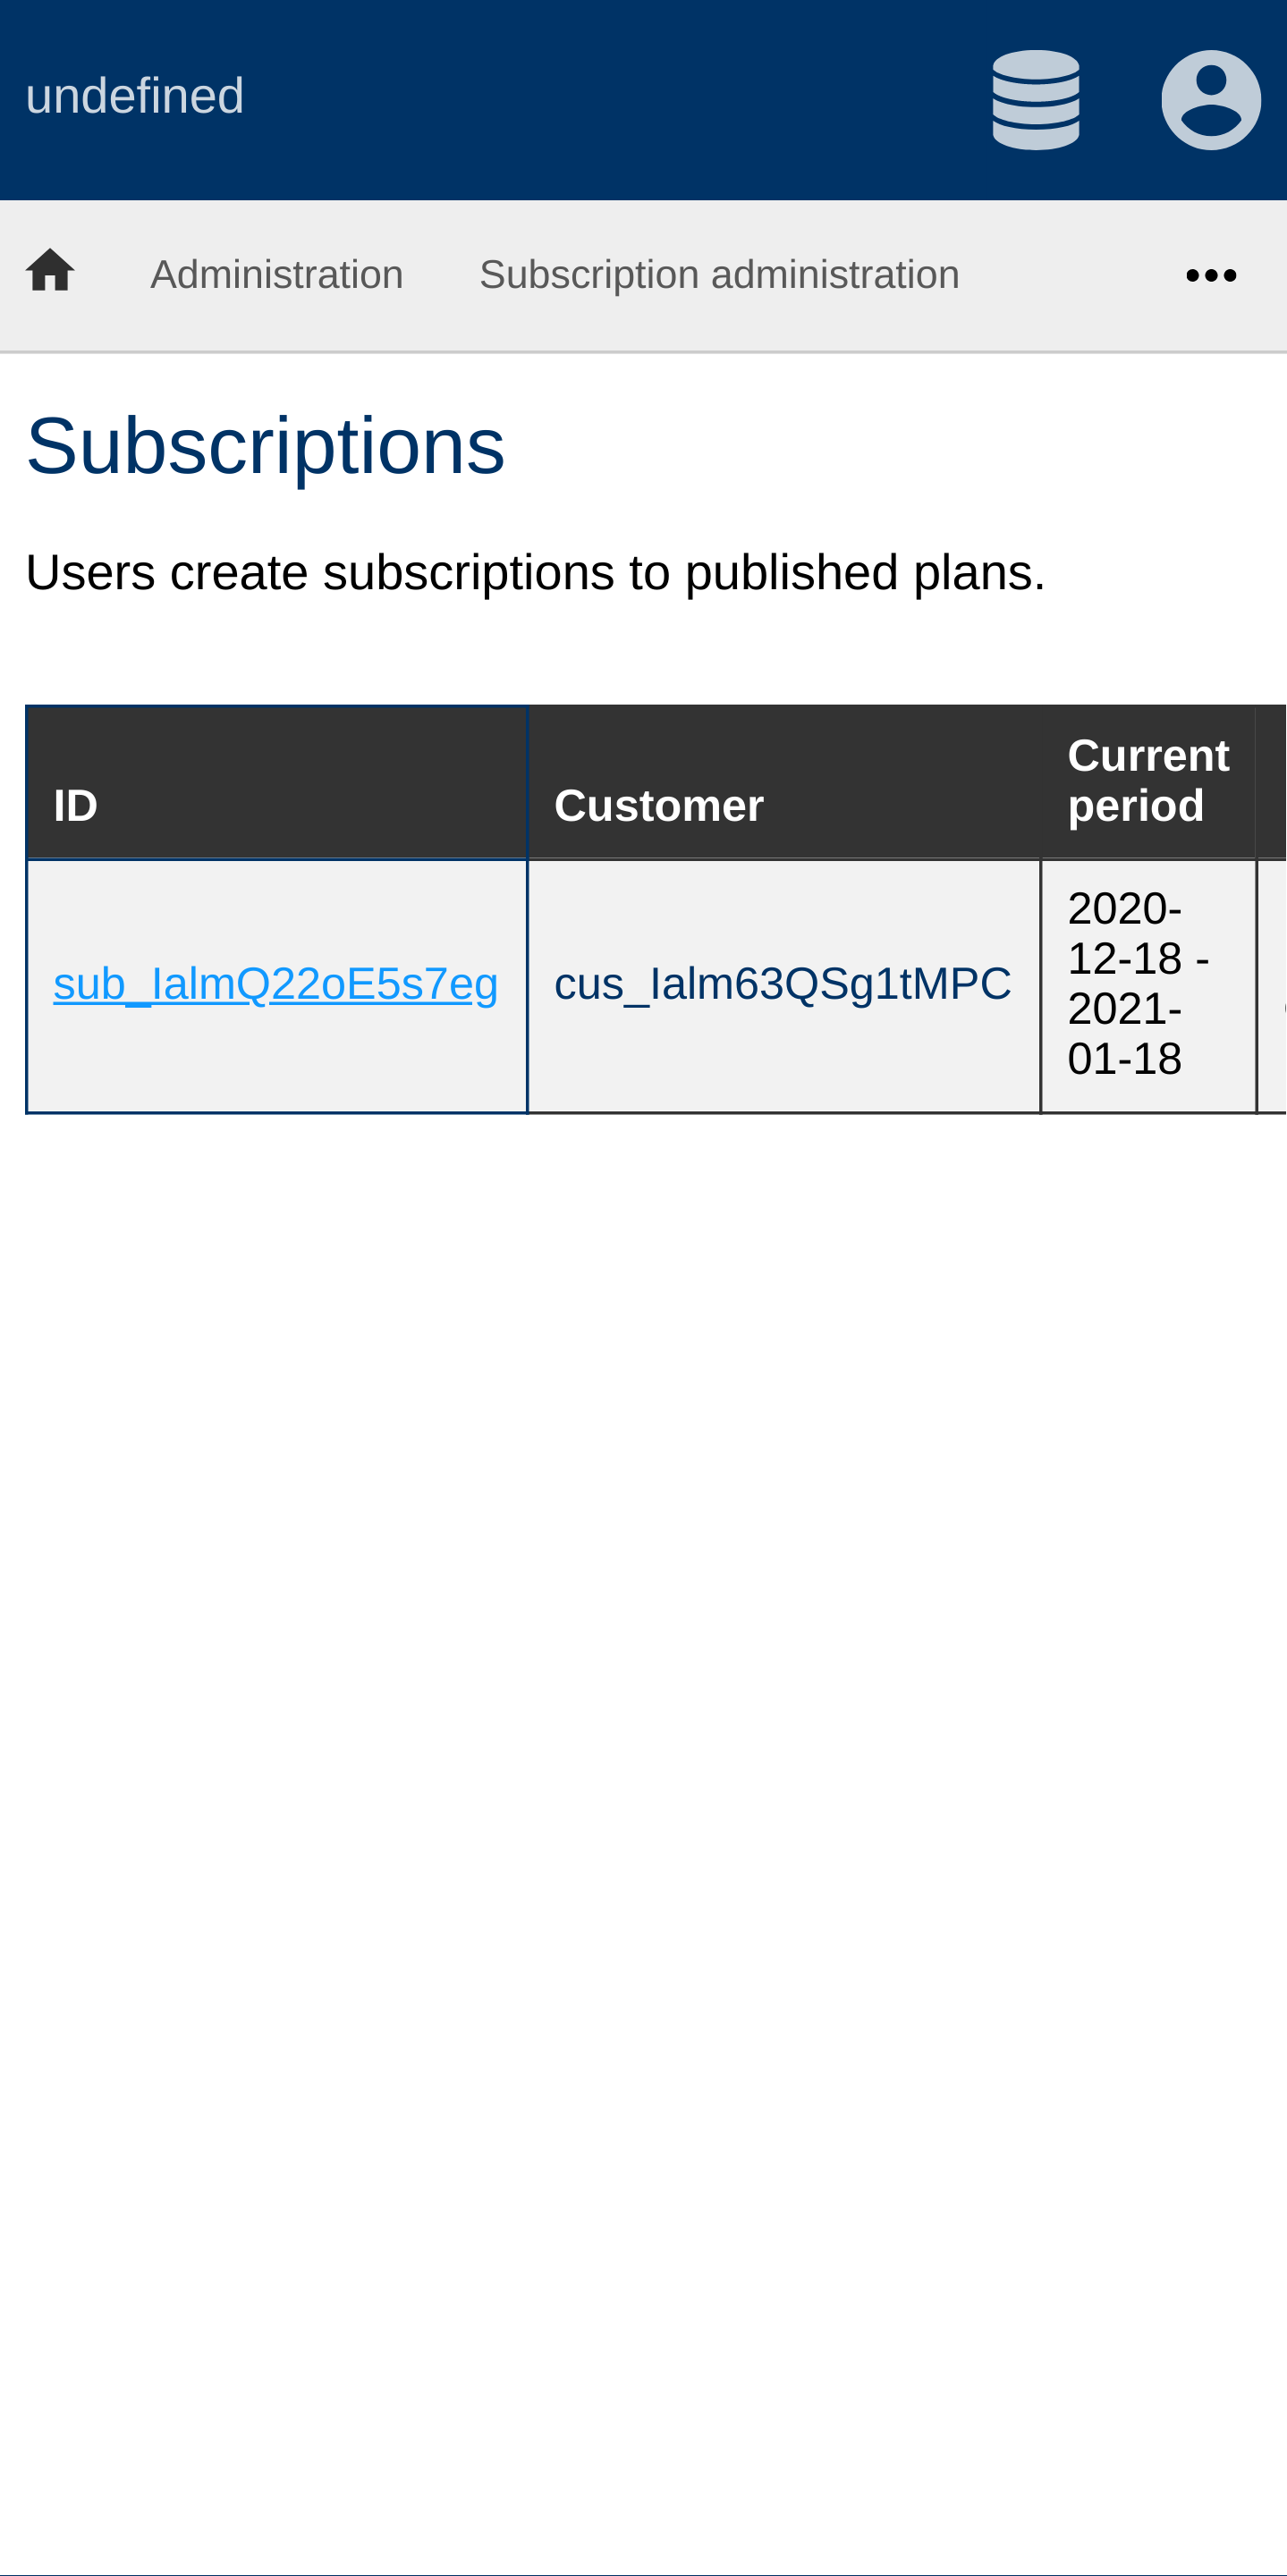 undefined
Administration Subscription administration
Subscriptions
Users create subscriptions to published plans.
ID Customer Current period
sub_IalmQ22oE5s7eg cus_Ialm63QSg1tMPC 2020-
12-18 -
2021-
01-18